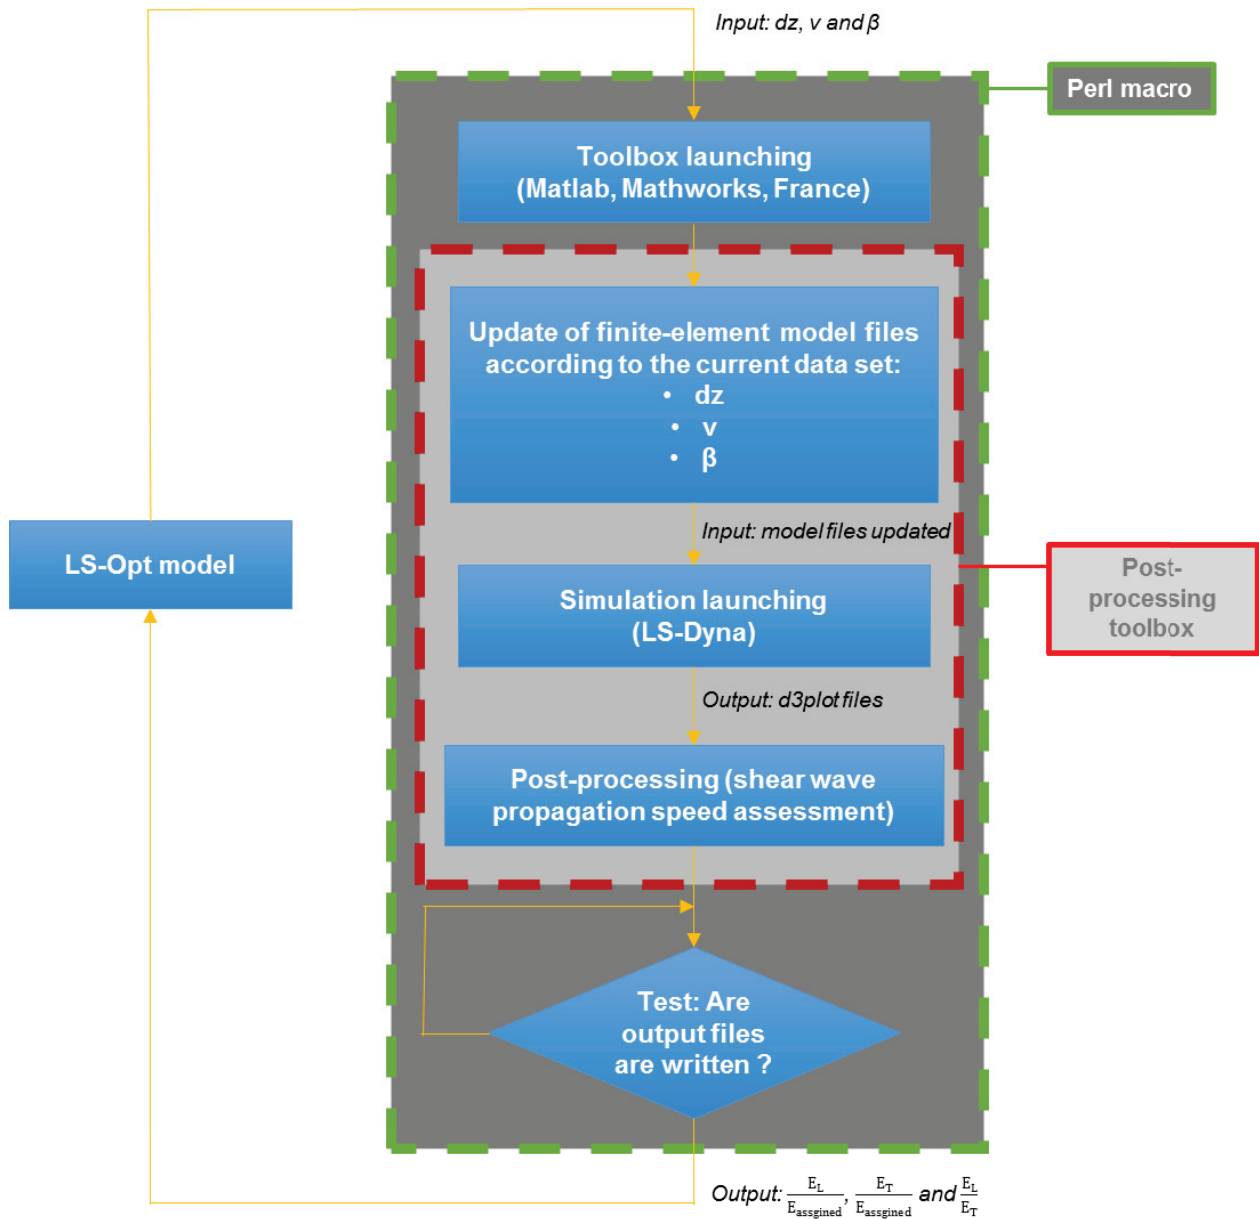 Input: dz, ν and β
Perl macro
Toolbox launching
(Matlab, Mathworks, France)
Update of finite-element model files
according to the current data set:
• dz
• ν
• β
Input: model files updated
LS-Opt model
Simulation launching
(LS-Dyna)
Post-
processing
toolbox
Output: d3plot files
Post-processing (shear wave
propagation speed assessment)
Test: Are
output files
are written ?
Output: E_L/E_assgined, E_T/E_assgined and E_L/E_T